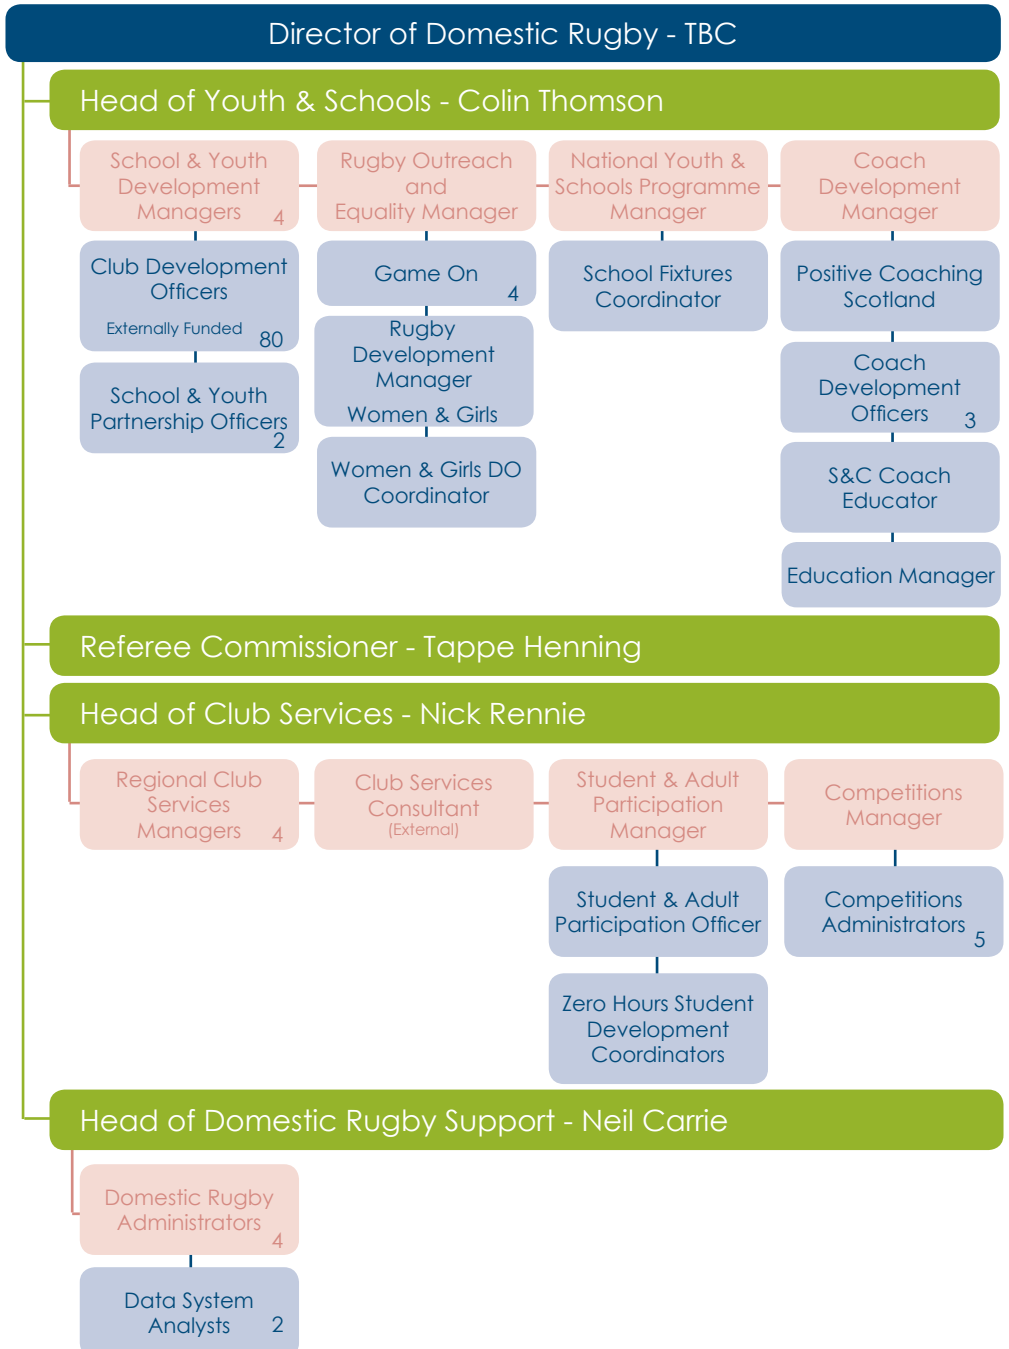 Director of Domestic Rugby - TBC
Head of Youth & Schools - Colin Thomson
School & Youth
Development
Managers 4
Rugby Outreach
and
Equality Manager
National Youth &
Schools Programme
Manager
Coach
Development
Manager
Club Development
Officers
Externally Funded 80
Game On
4
School Fixtures
Coordinator
Positive Coaching
Scotland
School & Youth
Partnership Officers
2
Rugby
Development
Manager
Women & Girls
Coach
Development
Officers 3
Women & Girls DO
Coordinator
S&C Coach
Educator
Education Manager
Referee Commissioner - Tappe Henning
Head of Club Services - Nick Rennie
Regional Club
Services
Managers 4
Club Services
Consultant
(External)
Student & Adult
Participation
Manager
Competitions
Manager
Student & Adult
Participation Officer
Competitions
Administrators 5
Zero Hours Student
Development
Coordinators
Head of Domestic Rugby Support - Neil Carrie
Domestic Rugby
Administrators
4
Data System
Analysts 2